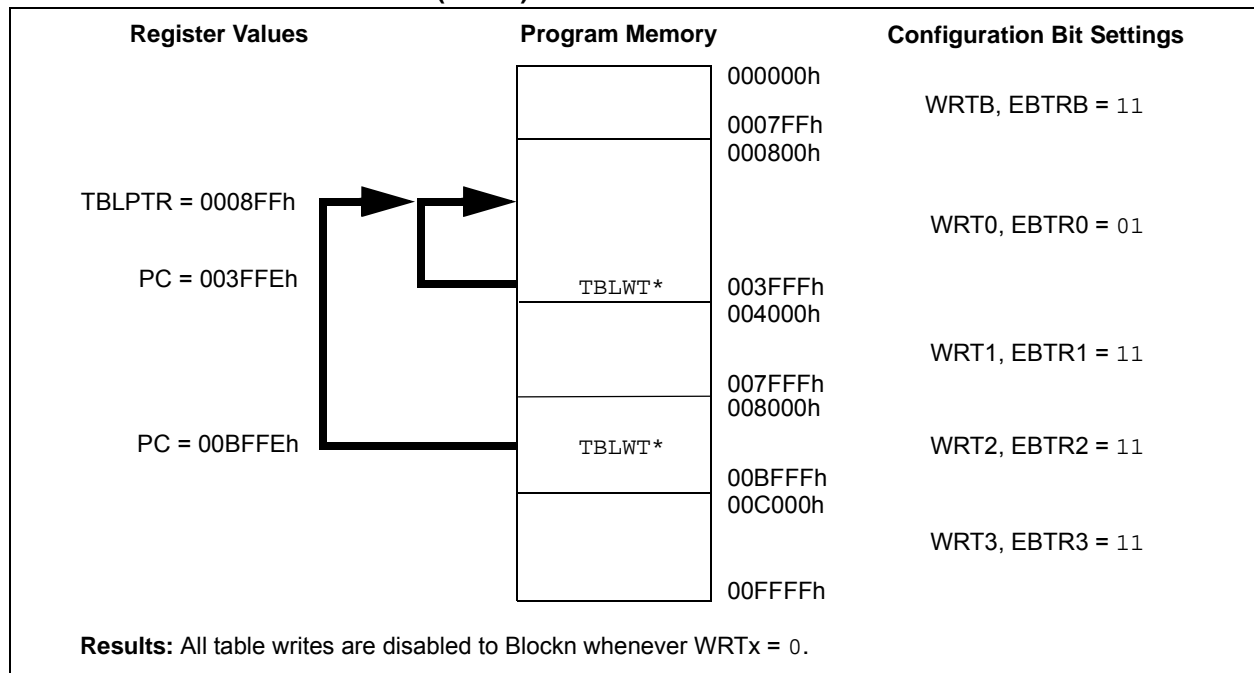 Register Values Program Memory Configuration Bit Settings
000000h
WRTB, EBTRB = 11
0007FFh
000800h
TBLPTR = 0008FFh
WRT0, EBTR0 = 01
PC = 003FFEh TBLWT* 003FFFh
004000h
WRT1, EBTR1 = 11
007FFFh
008000h
PC = 00BFFEh TBLWT* WRT2, EBTR2 = 11
00BFFFh
00C000h
WRT3, EBTR3 = 11
00FFFFh
Results: All table writes are disabled to Blockn whenever WRTx = 0.